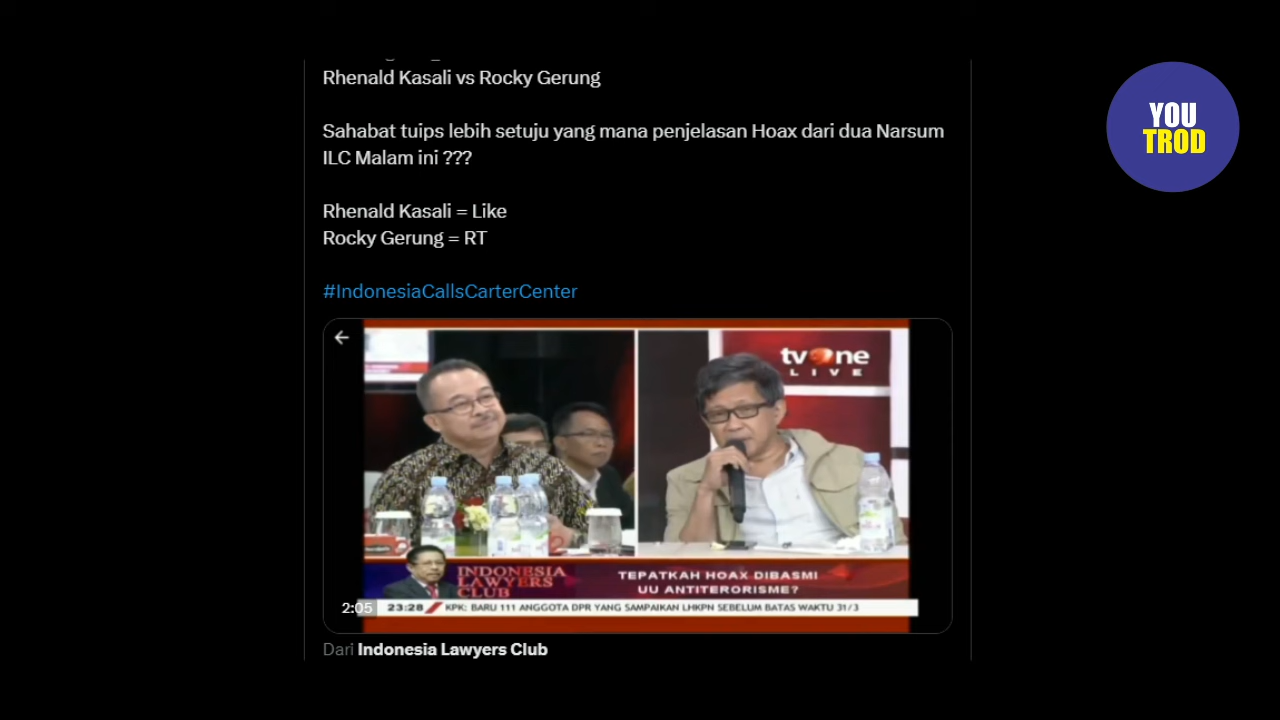 Rhenald Kasali vs Rocky Gerung
Sahabat tuips lebih setuju yang mana penjelasan Hoax dari dua Narsum
ILC Malam ini ???
Rhenald Kasali = Like
Rocky Gerung = RT
#IndonesiaCallsCarterCenter
YOU
TROD
tvOne
LIVE
INDONESIA
LAWYERS
CLUB
TEPATKAH HOAX DIBASMI
UU ANTITERORISME?
2:05
23:28
KPK: BARU 111 ANGGOTA DPR YANG SAMPAIKAN LHKPN SEBELUM BATAS WAKTU 31/3
Dari Indonesia Lawyers Club